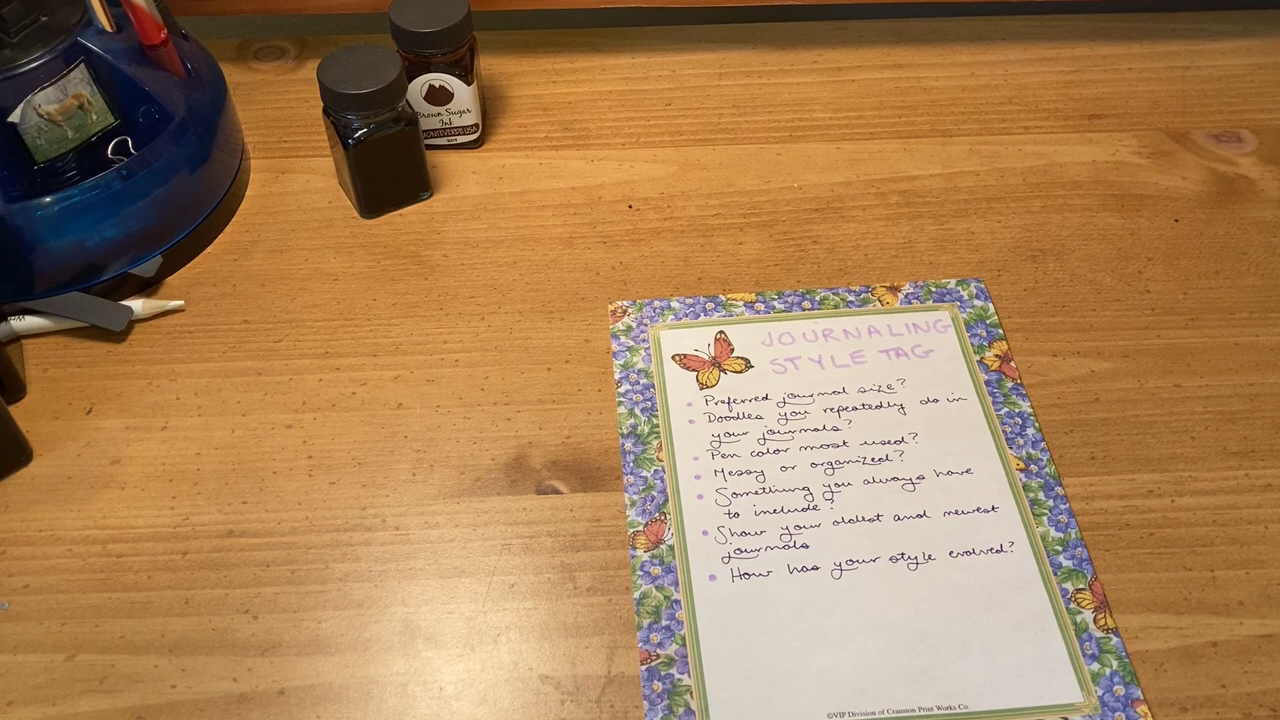 Brown Sugar
Ink
MONTEVERDE USA
JOURNALING
STYLE TAG
Preferred journal size?
Doodles you repeatedly do in
your journals?
Pen color most used?
Messy or organized?
Something you always have
to include?
Show your oldest and newest
journals
How has your style evolved?
©VIP Division of Cranston Print Works Co.